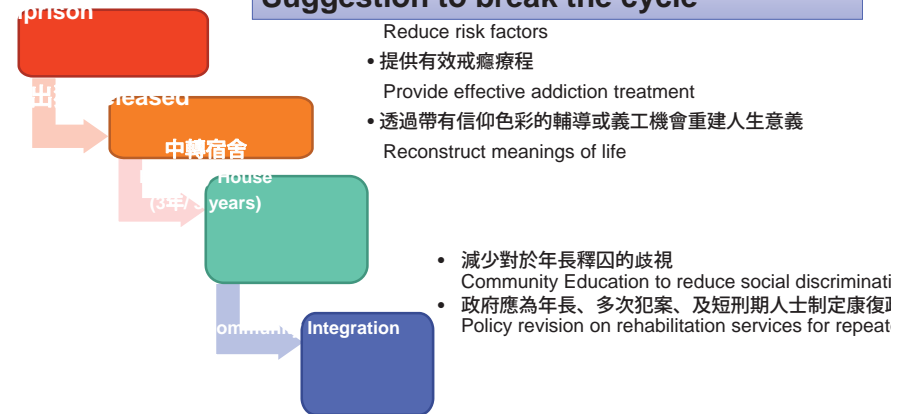 Suggestion to break the cycle
Reduce risk factors
• 提供有效戒癮療程
Provide effective addiction treatment
• 透過帶有信仰色彩的輔導或義工機會重建人生意義
Reconstruct meanings of life
中轉宿舍
House
(3年/ years)
• 減少對於年長釋囚的歧視
Community Education to reduce social
• 政府應為年長、多次犯案、及短刑期人士制定康復
Policy revision on rehabilitation services for
Integration